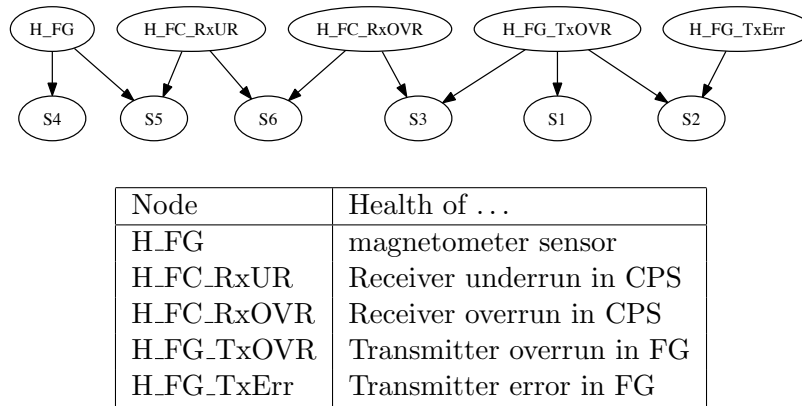 H_FG H_FC_RxUR H_FC_RxOVR H_FG_TxOVR H_FG_TxErr
S4 S5 S6 S3 S1 S2
Node Health of ...
H_FG magnetometer sensor
H_FC_RxUR Receiver underrun in CPS
H_FC_RxOVR Receiver overrun in CPS
H_FG_TxOVR Transmitter overrun in FG
H_FG_TxErr Transmitter error in FG